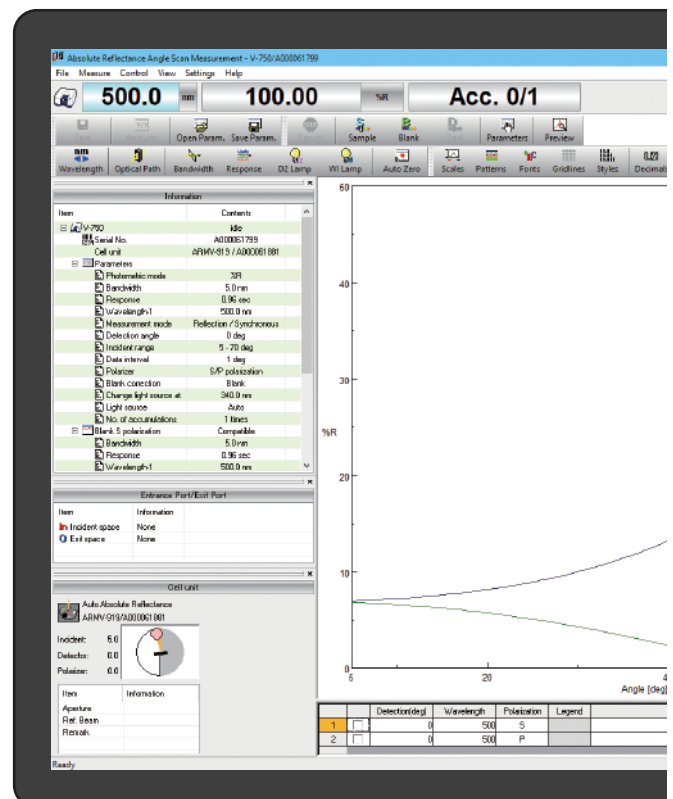 Absolute Reflectance Angle Scan Measurement - V-750/A000061799
File Measure Control View Settings Help
500.0 nm 100.00 %R Acc. 0/1
Open Param. Save Param. Sample Blank Parameters Preview
Wavelength Optical Path Bandwidth Response D2 Lamp WI Lamp Auto Zero Scales Patterns Fonts Gridlines Styles Decimals
Information
Item Contents
V-750 Idle
Serial No. A000061799
Cell unit ARMV-919 / A000061881
Parameters
Photometric mode %R
Bandwidth 5.0 nm
Response 0.96 sec
Wavelength-1 500.0 nm
Measurement mode Reflection / Synchronous
Detection angle 0 deg
Incident range 5 - 70 deg
Data interval 1 deg
Polarizer S/P polarization
Blank correction Blank
Change light source at 340.0 nm
Light source Auto
No. of accumulations 1 times
Blank S polarization Compatible
Bandwidth 5.0 nm
Response 0.96 sec
Wavelength-1 500.0 nm
Entrance Port/Exit Port
Item Information
In Incident space None
Exit space None
Cell unit
Auto Absolute Reflectance
ARMV-919/A000061881
Incident: 5.0
Detector: 0.0
Polarizer: 0.0
Item Information
Aperture
Ref. Beam
Remark
60
40
30
%R
20
10
0
20
Angle [deg]
Detection[deg] Wavelength Polarization Legend
1 0 500 S
2 0 500 P
Ready